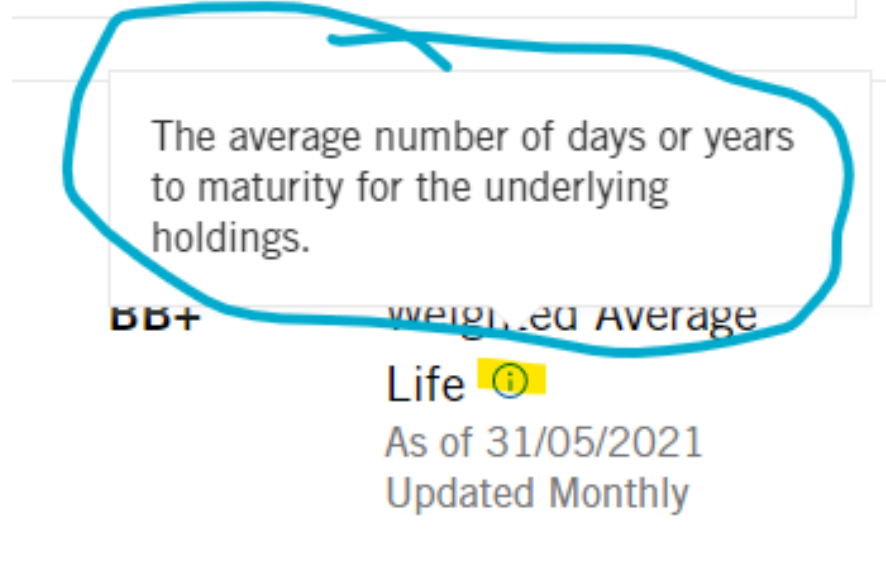 The average number of days or years
to maturity for the underlying
holdings.
BB+
Weighted Average
Life
As of 31/05/2021
Updated Monthly